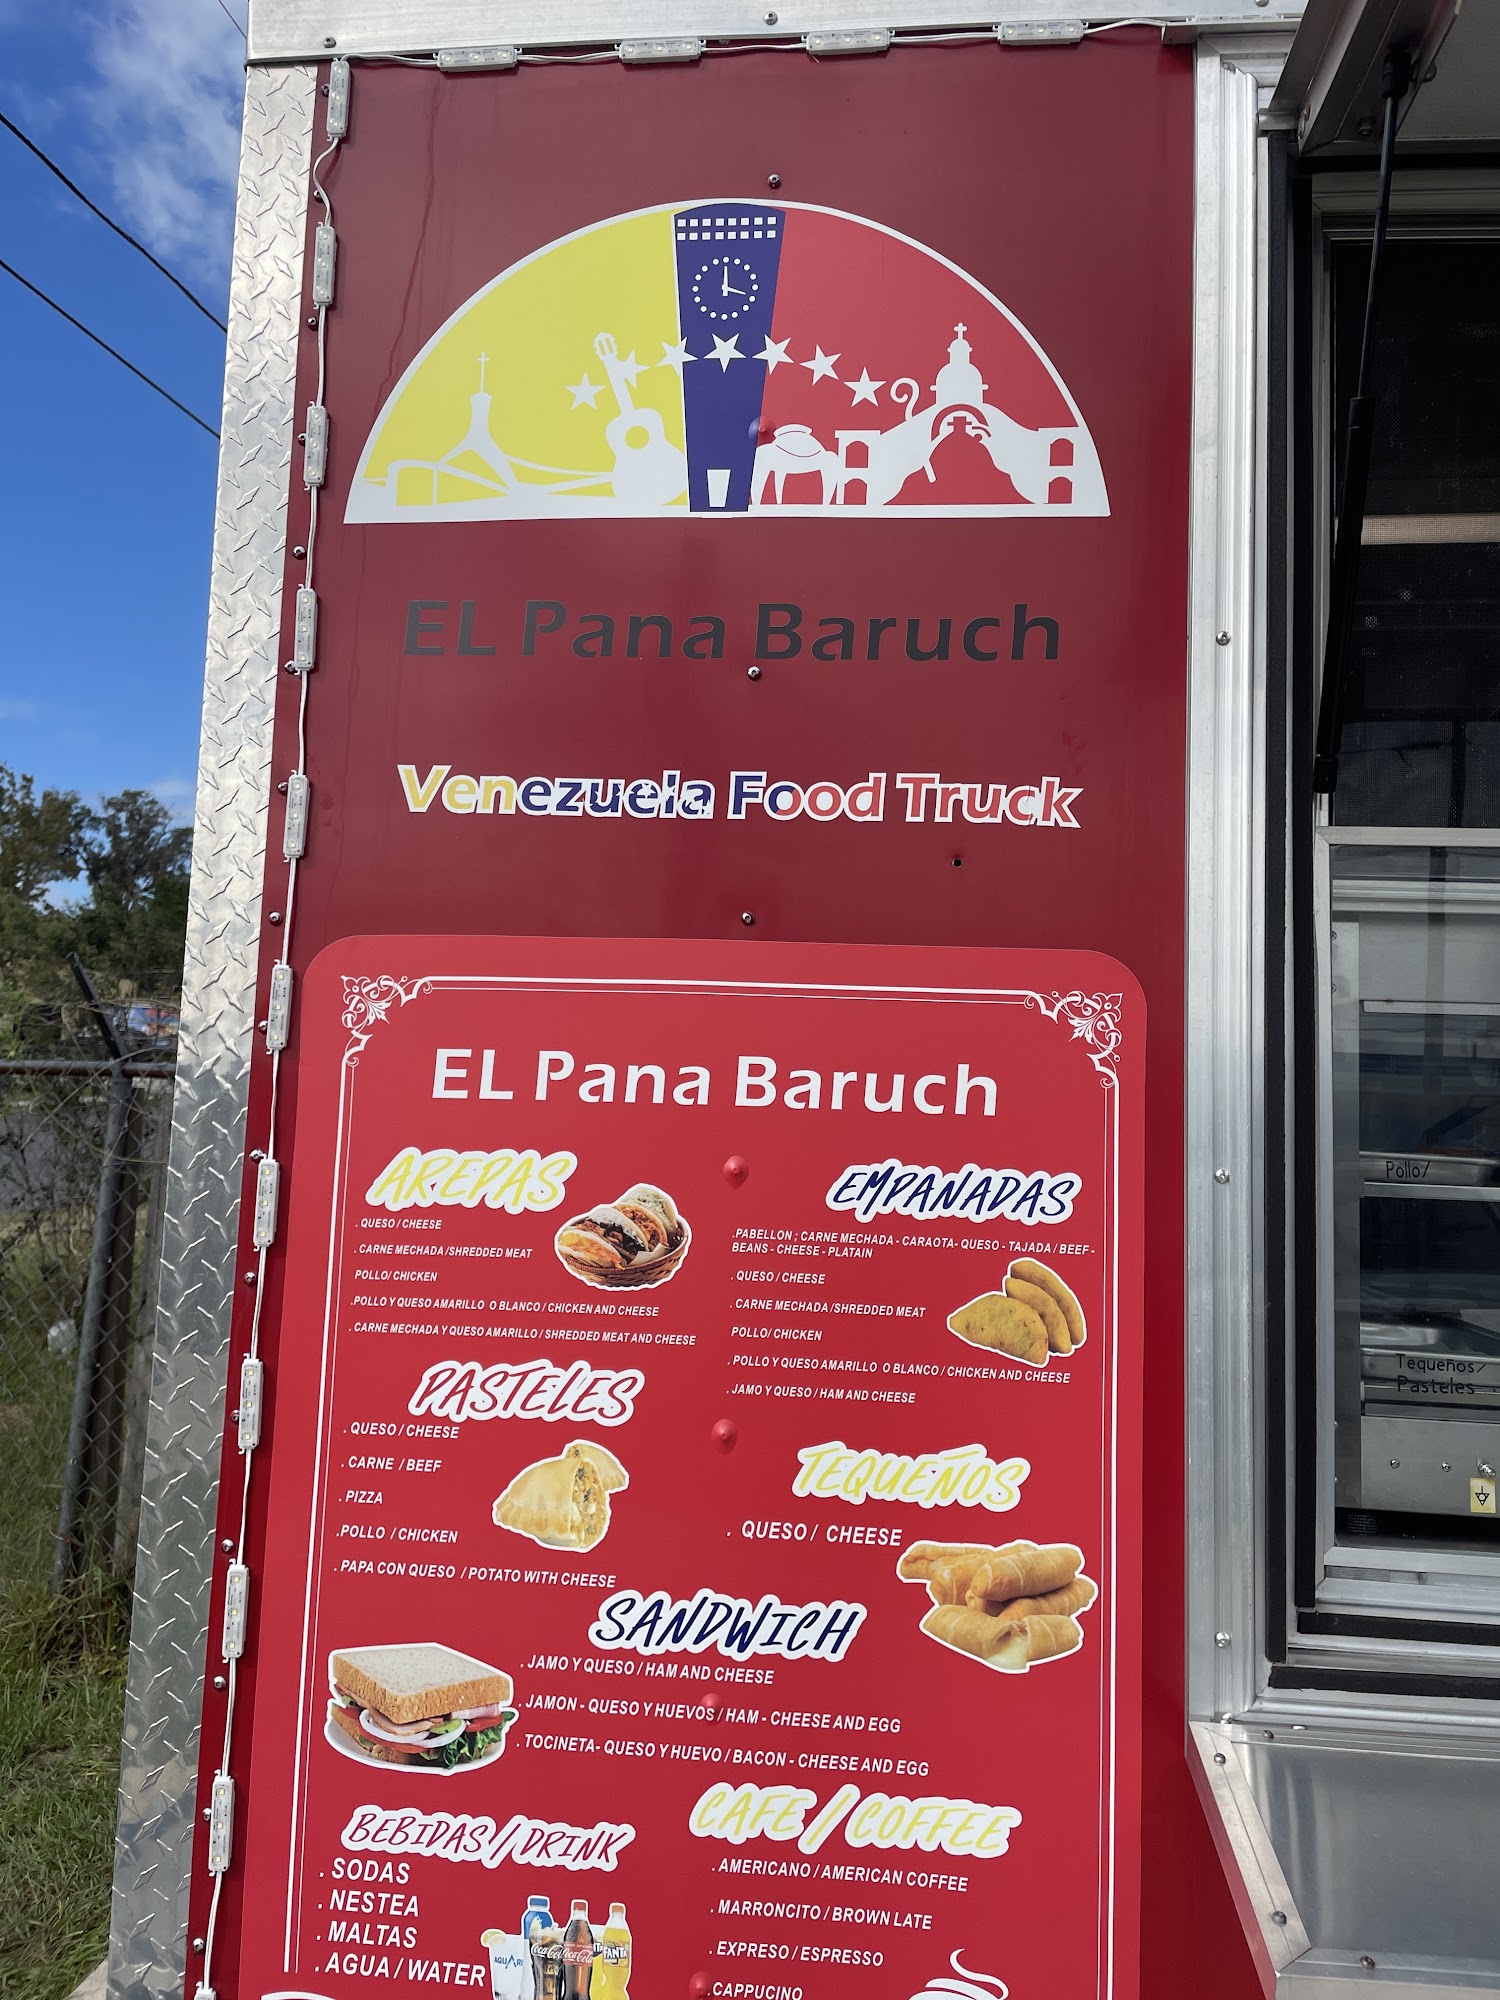 EL Pana Baruch
Venezuela Food Truck
EL Pana Baruch
AREPAS
. QUESO / CHEESE
. CARNE MECHADA /SHREDDED MEAT
POLLO/ CHICKEN
.POLLO Y QUESO AMARILLO O BLANCO / CHICKEN AND CHEESE
. CARNE MECHADA Y QUESO AMARILLO / SHREDDED MEAT AND CHEESE
EMPANADAS
.PABELLON ; CARNE MECHADA - CARAOTA- QUESO - TAJADA / BEEF -
BEANS - CHEESE - PLATAIN
. QUESO / CHEESE
. CARNE MECHADA /SHREDDED MEAT
POLLO/ CHICKEN
. POLLO Y QUESO AMARILLO O BLANCO / CHICKEN AND CHEESE
. JAMO Y QUESO / HAM AND CHEESE
PASTELES
. QUESO / CHEESE
. CARNE / BEEF
. PIZZA
.POLLO / CHICKEN
. PAPA CON QUESO / POTATO WITH CHEESE
TEQUEÑOS
. QUESO / CHEESE
SANDWICH
. JAMO Y QUESO / HAM AND CHEESE
. JAMON - QUESO Y HUEVOS / HAM - CHEESE AND EGG
. TOCINETA- QUESO Y HUEVO / BACON - CHEESE AND EGG
BEBIDAS / DRINK
. SODAS
. NESTEA
. MALTAS
. AGUA / WATER
Coca-Cola
FANTA
CAFE / COFFEE
. AMERICANO / AMERICAN COFFEE
. MARRONCITO / BROWN LATE
. EXPRESO / ESPRESSO
.CAPPUCINO
Pollo/
Tequeños/
Pasteles